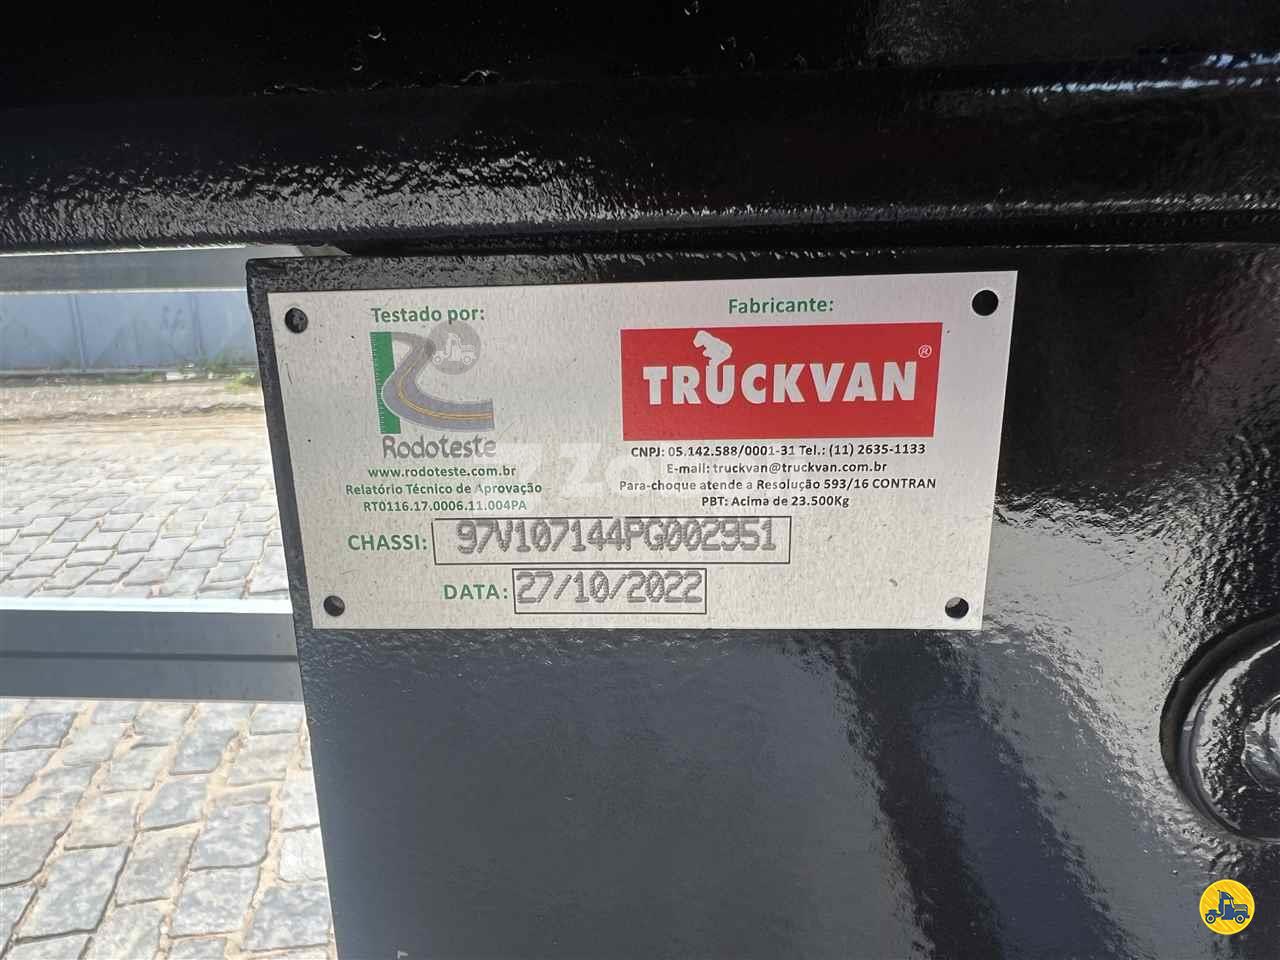 Testado por:
Rodoteste
www.rodoteste.com.br
Relatório Técnico de Aprovação
RT0116.17.0006.11.004PA
Fabricante:
TRUCKVAN®
CNPJ: 05.142.588/0001-31 Tel.: (11) 2635-1133
E-mail: truckvan@truckvan.com.br
Para-choque atende a Resolução 593/16 CONTRAN
PBT: Acima de 23.500Kg
CHASSI: 97V107144PG002951
DATA: 27/10/2022